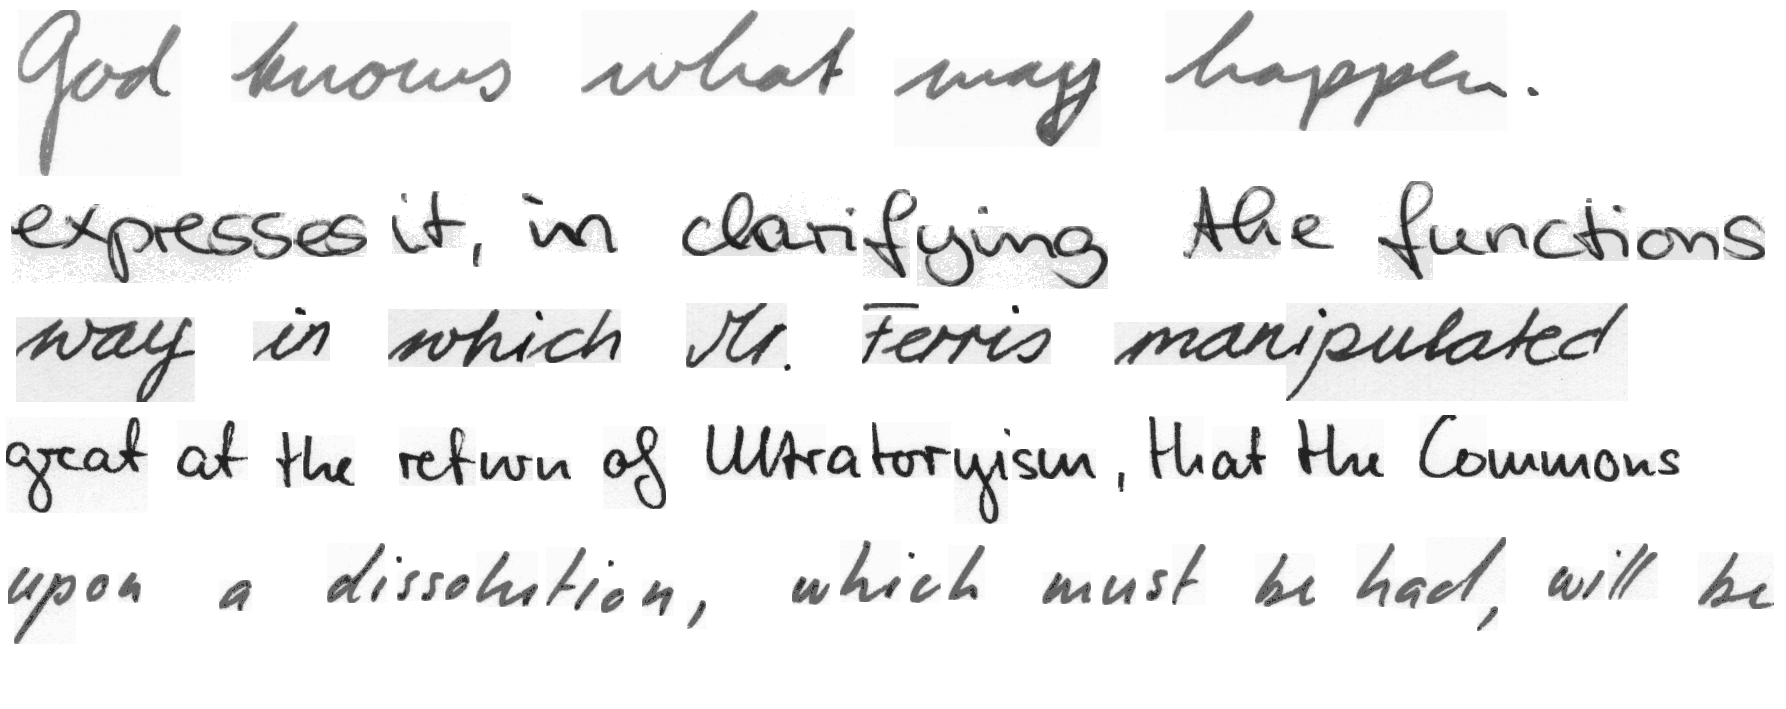 God knows what may happen.
expresses it, in clarifying the functions
way in which Mr. Ferris manipulated
great at the return of Ultratoryism, that the Commons
upon a dissolution, which must be had, will be